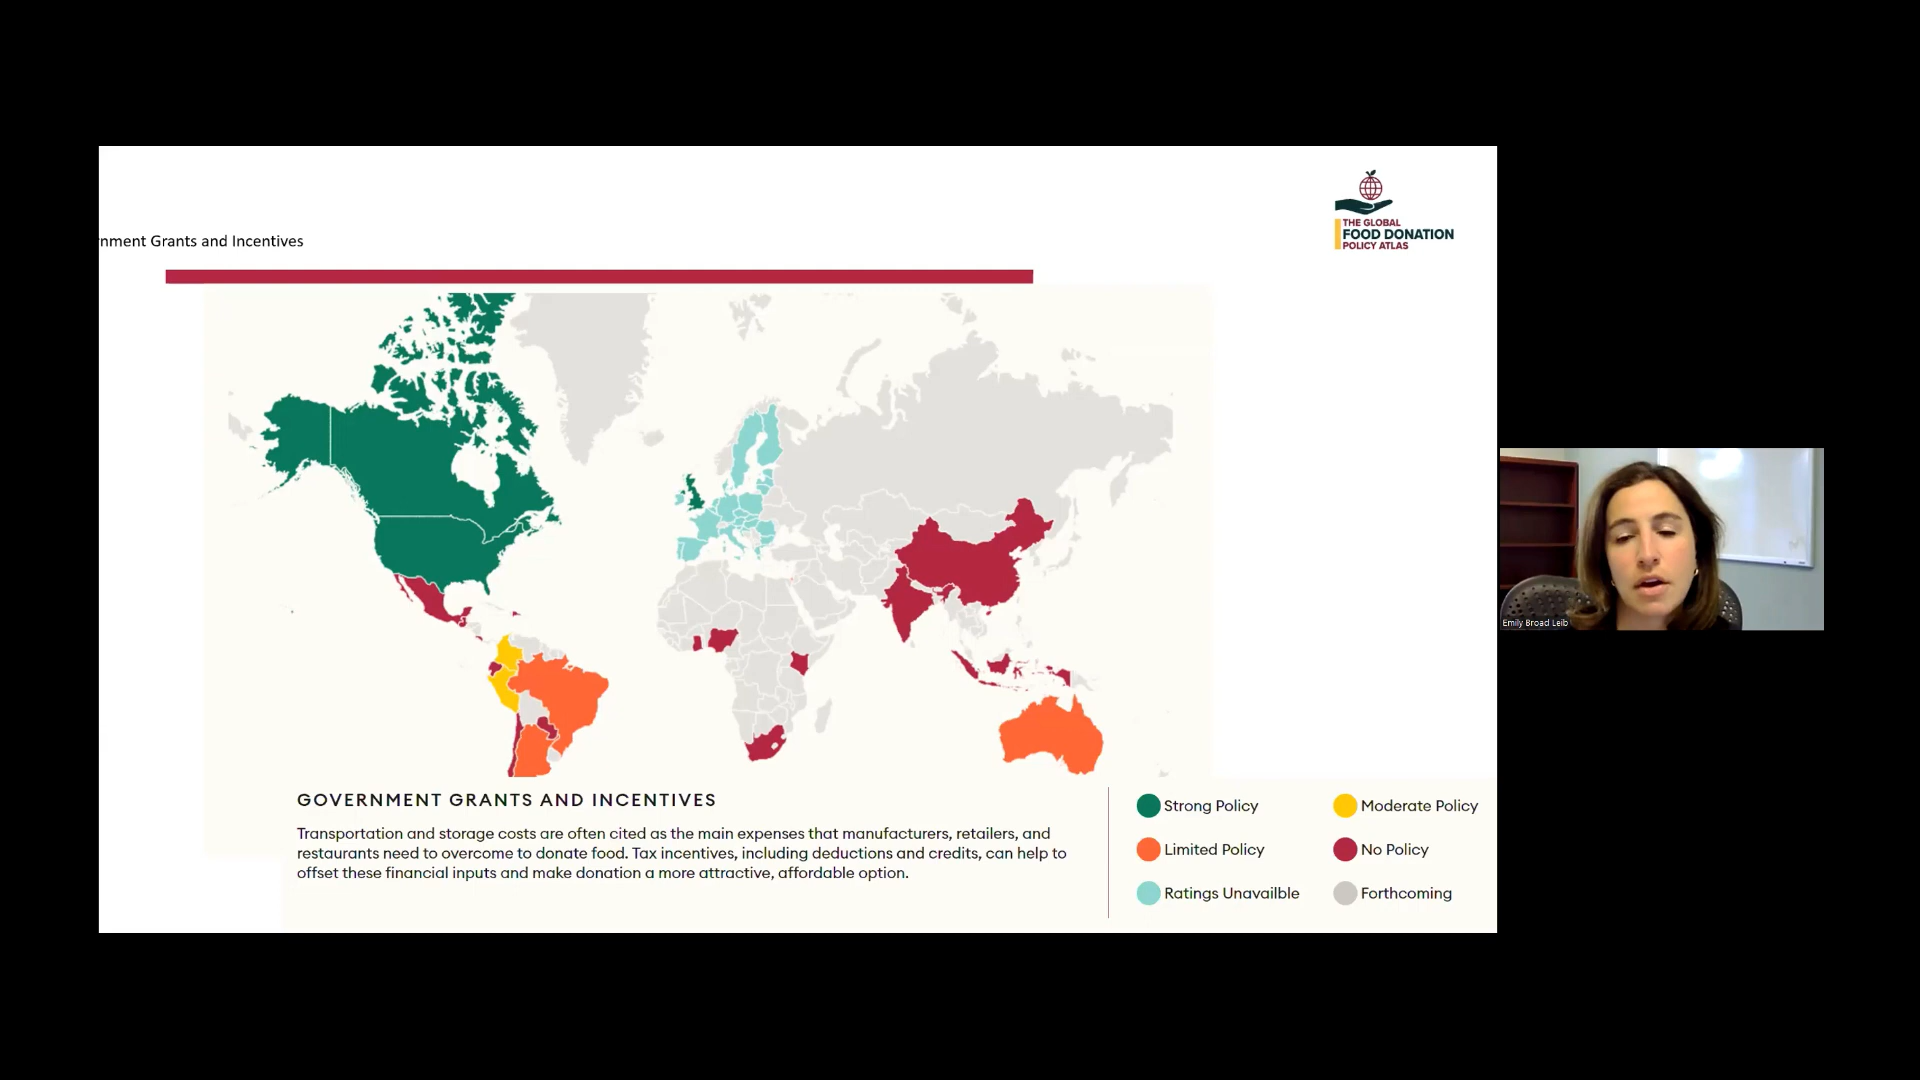 nment Grants and Incentives
THE GLOBAL
FOOD DONATION
POLICY ATLAS
GOVERNMENT GRANTS AND INCENTIVES
Transportation and storage costs are often cited as the main expenses that manufacturers, retailers, and
restaurants need to overcome to donate food. Tax incentives, including deductions and credits, can help to
offset these financial inputs and make donation a more attractive, affordable option.
Strong Policy
Moderate Policy
Limited Policy
No Policy
Ratings Unavailble
Forthcoming
Emily Broad Leib